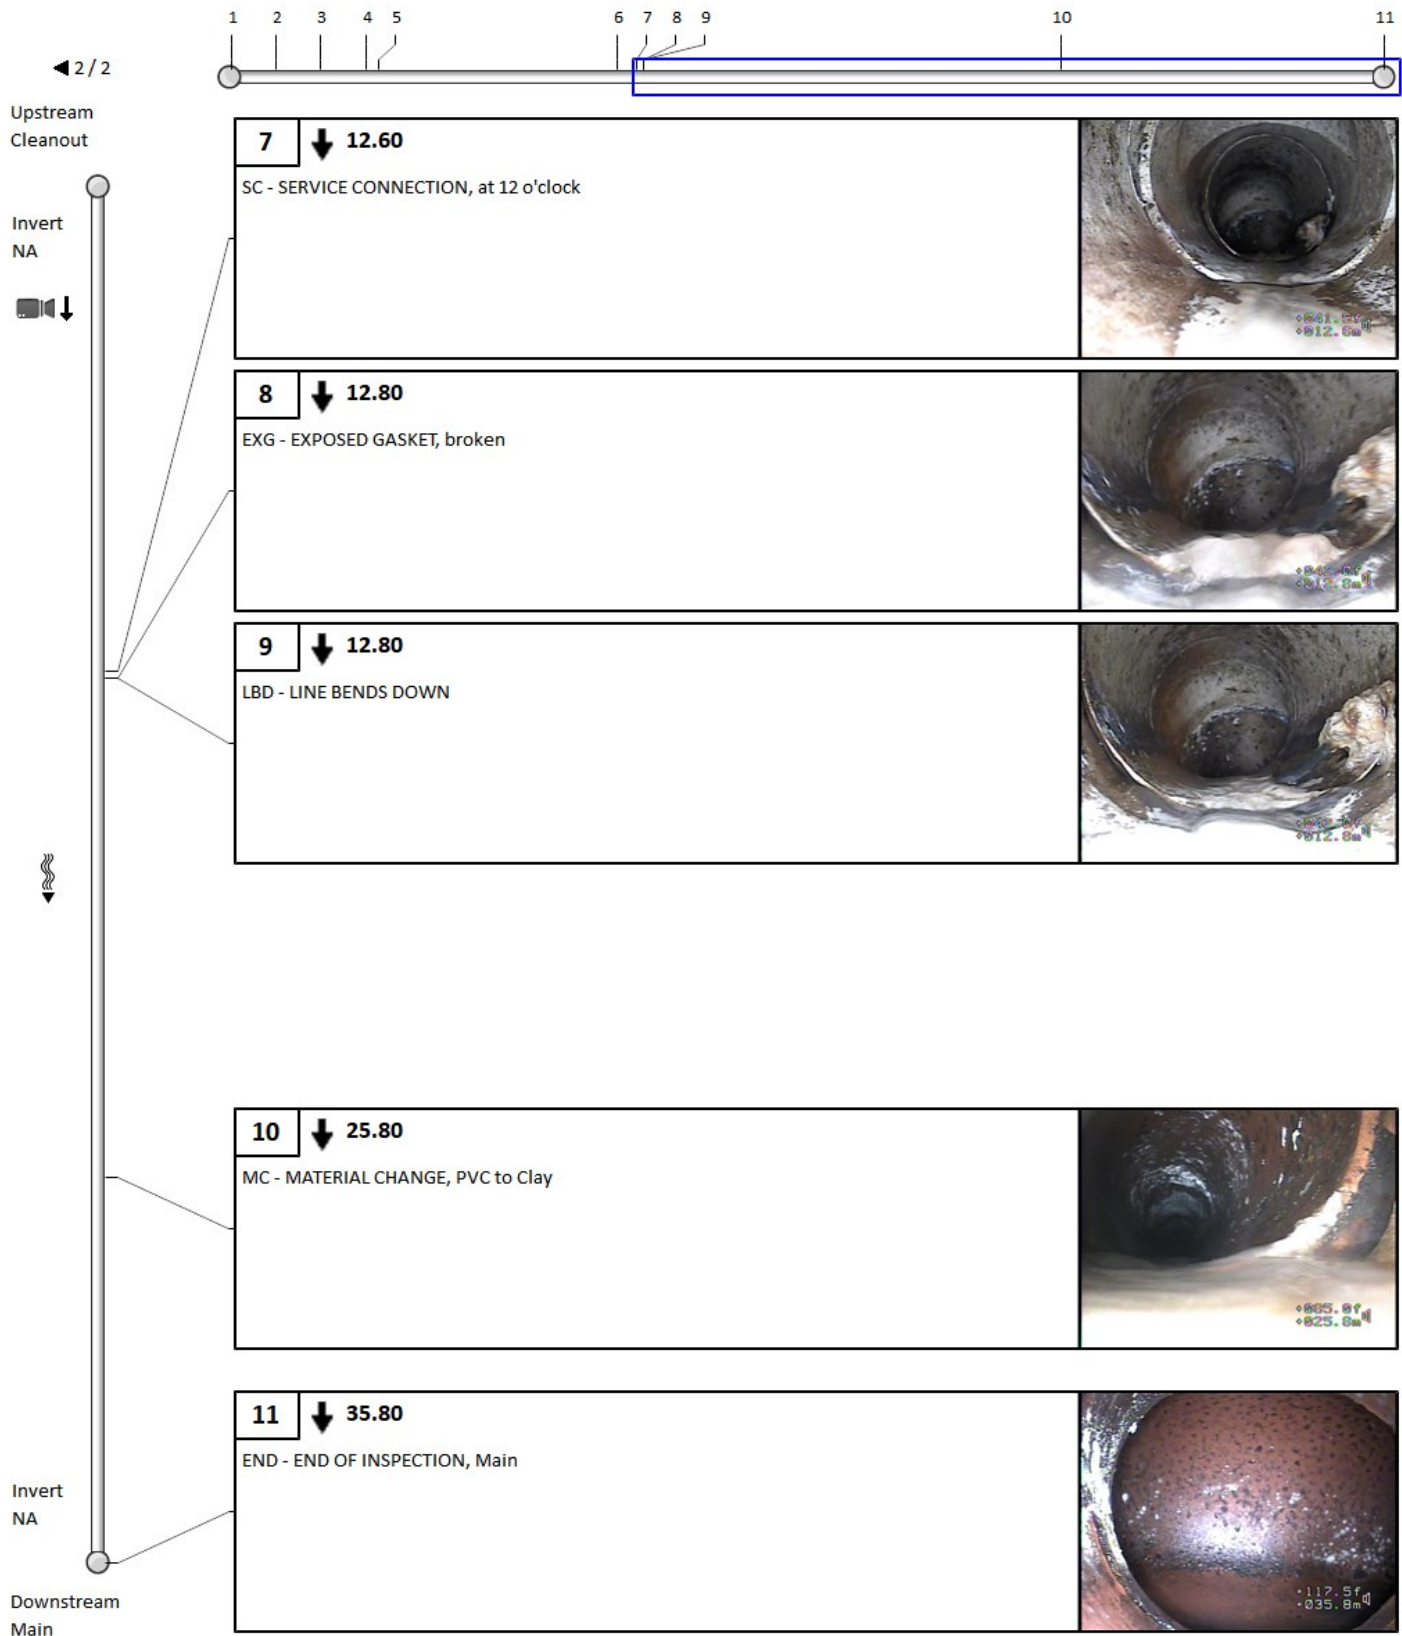 1 2 3 4 5 6 7 8 9 10 11
2 / 2
Upstream
Cleanout
7 12.60
SC - SERVICE CONNECTION, at 12 o'clock
Invert
NA
8 12.80
EXG - EXPOSED GASKET, broken
9 12.80
LBD - LINE BENDS DOWN
+012.8m
10 25.80
MC - MATERIAL CHANGE, PVC to Clay
+085.0f
+025.8m
11 35.80
END - END OF INSPECTION, Main
Invert
NA
+117.5f
+035.8m
Downstream
Main